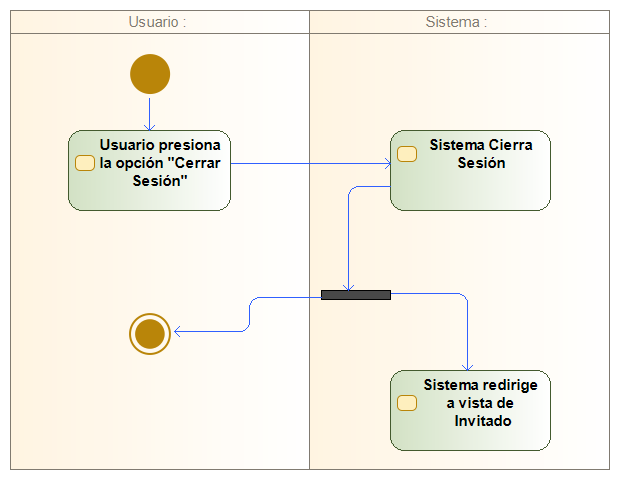 Usuario :
Sistema :
Usuario presiona
la opción "Cerrar
Sesión"
Sistema Cierra
Sesión
Sistema redirige
a vista de
Invitado